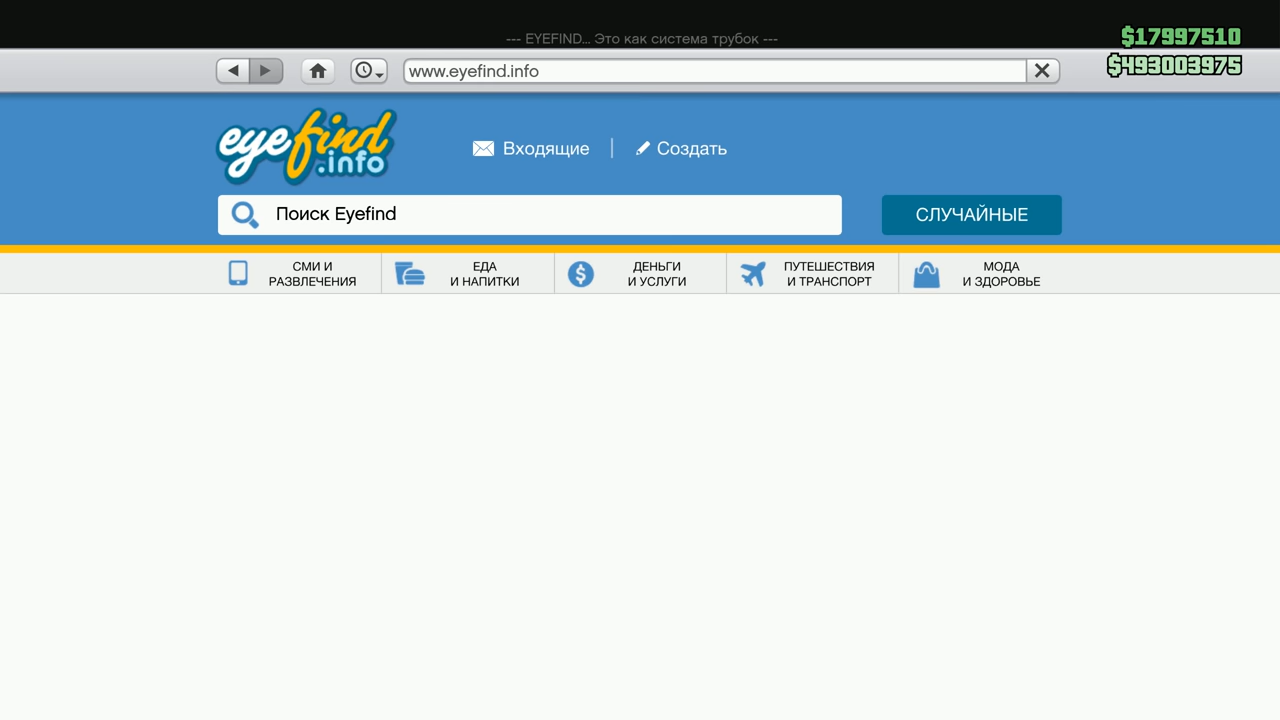 --- EYEFIND... Это как система трубок ---
$17997510
$493003975
www.eyefind.info
eyefind
.info
Входящие | Создать
Поиск Eyefind
СЛУЧАЙНЫЕ
СМИ И
РАЗВЛЕЧЕНИЯ
ЕДА
И НАПИТКИ
ДЕНЬГИ
И УСЛУГИ
ПУТЕШЕСТВИЯ
И ТРАНСПОРТ
МОДА
И ЗДОРОВЬЕ